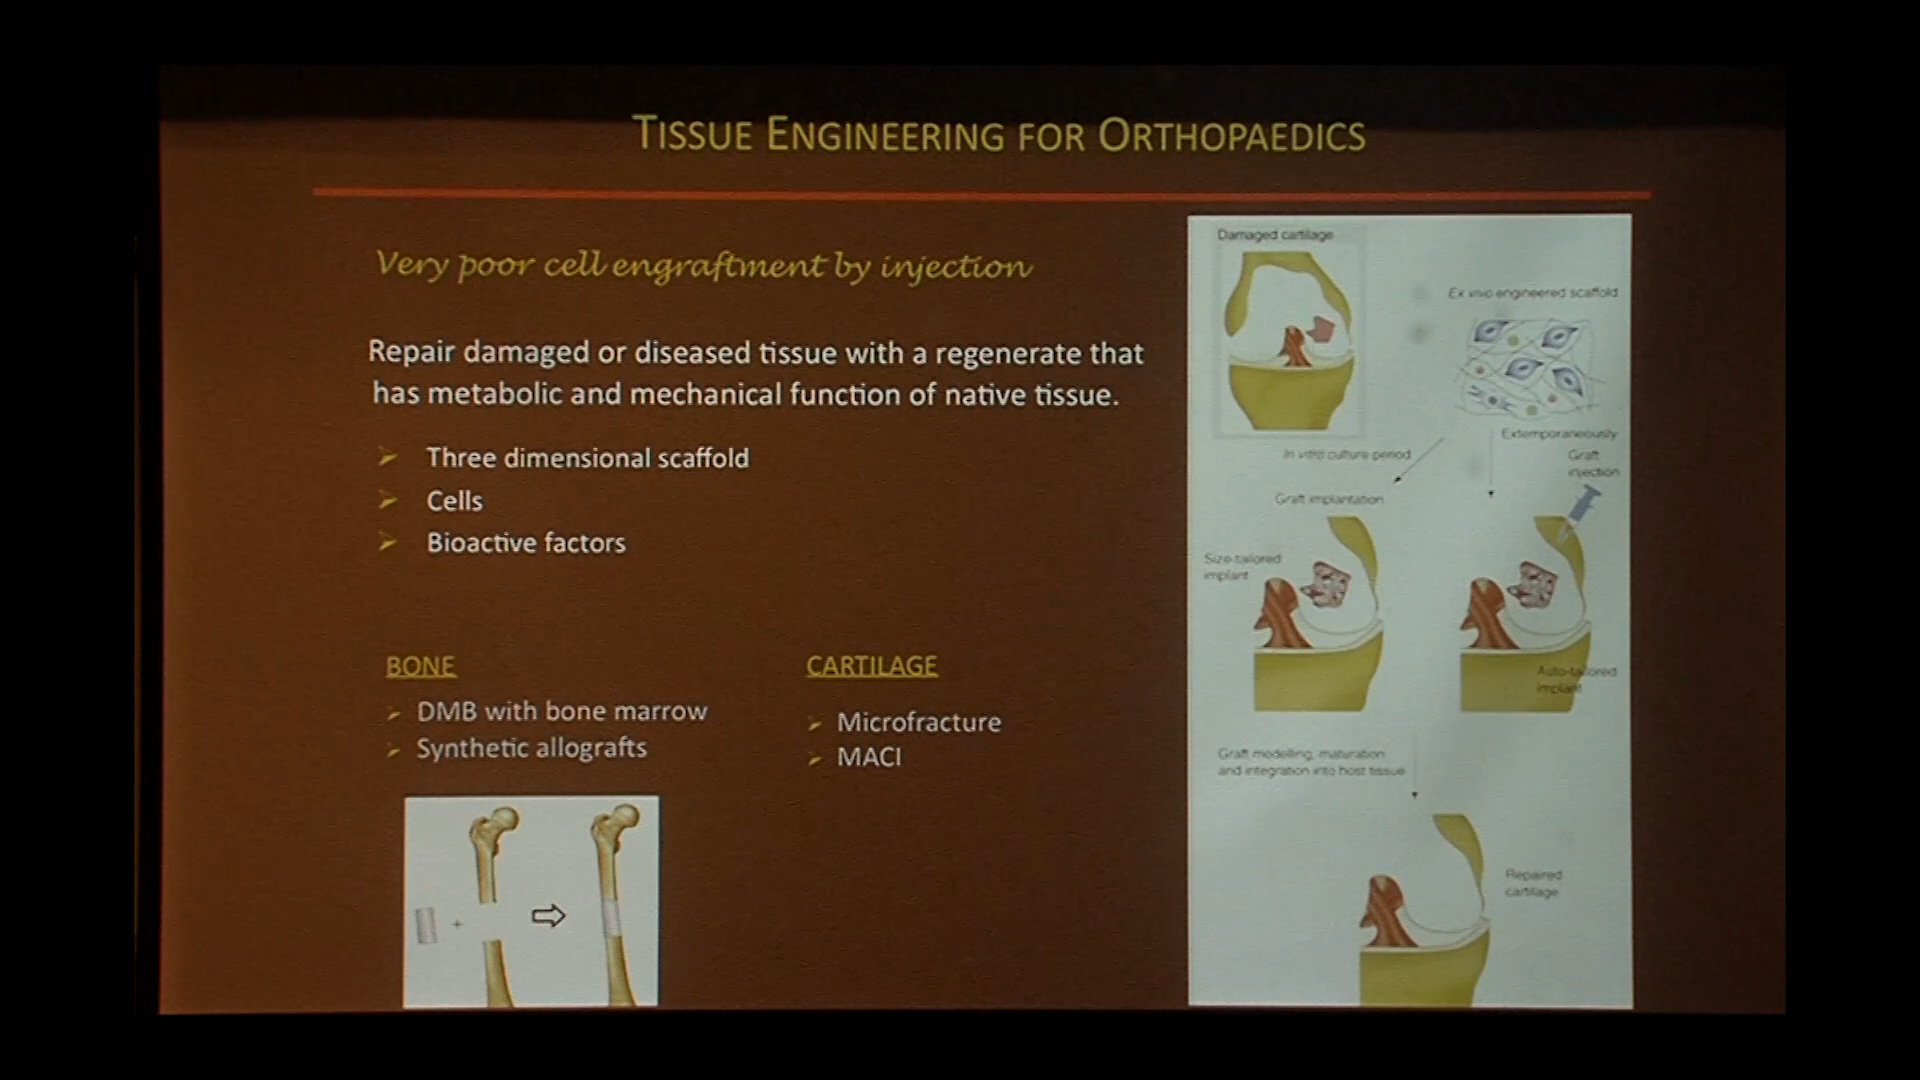 TISSUE ENGINEERING FOR ORTHOPAEDICS
Very poor cell engraftment by injection
Repair damaged or diseased tissue with a regenerate that
has metabolic and mechanical function of native tissue.
Three dimensional scaffold
Cells
Bioactive factors
BONE
DMB with bone marrow
Synthetic allografts
+
CARTILAGE
Microfracture
MACI
Damaged cartilage
Ex vivo engineered scaffold
Extemporaneously
In vitro culture period
Graft
injection
Graft implantation
Size-tailored
implant
Auto-tailored
implant
Graft modelling, maturation
and integration into host tissue
Repaired
cartilage